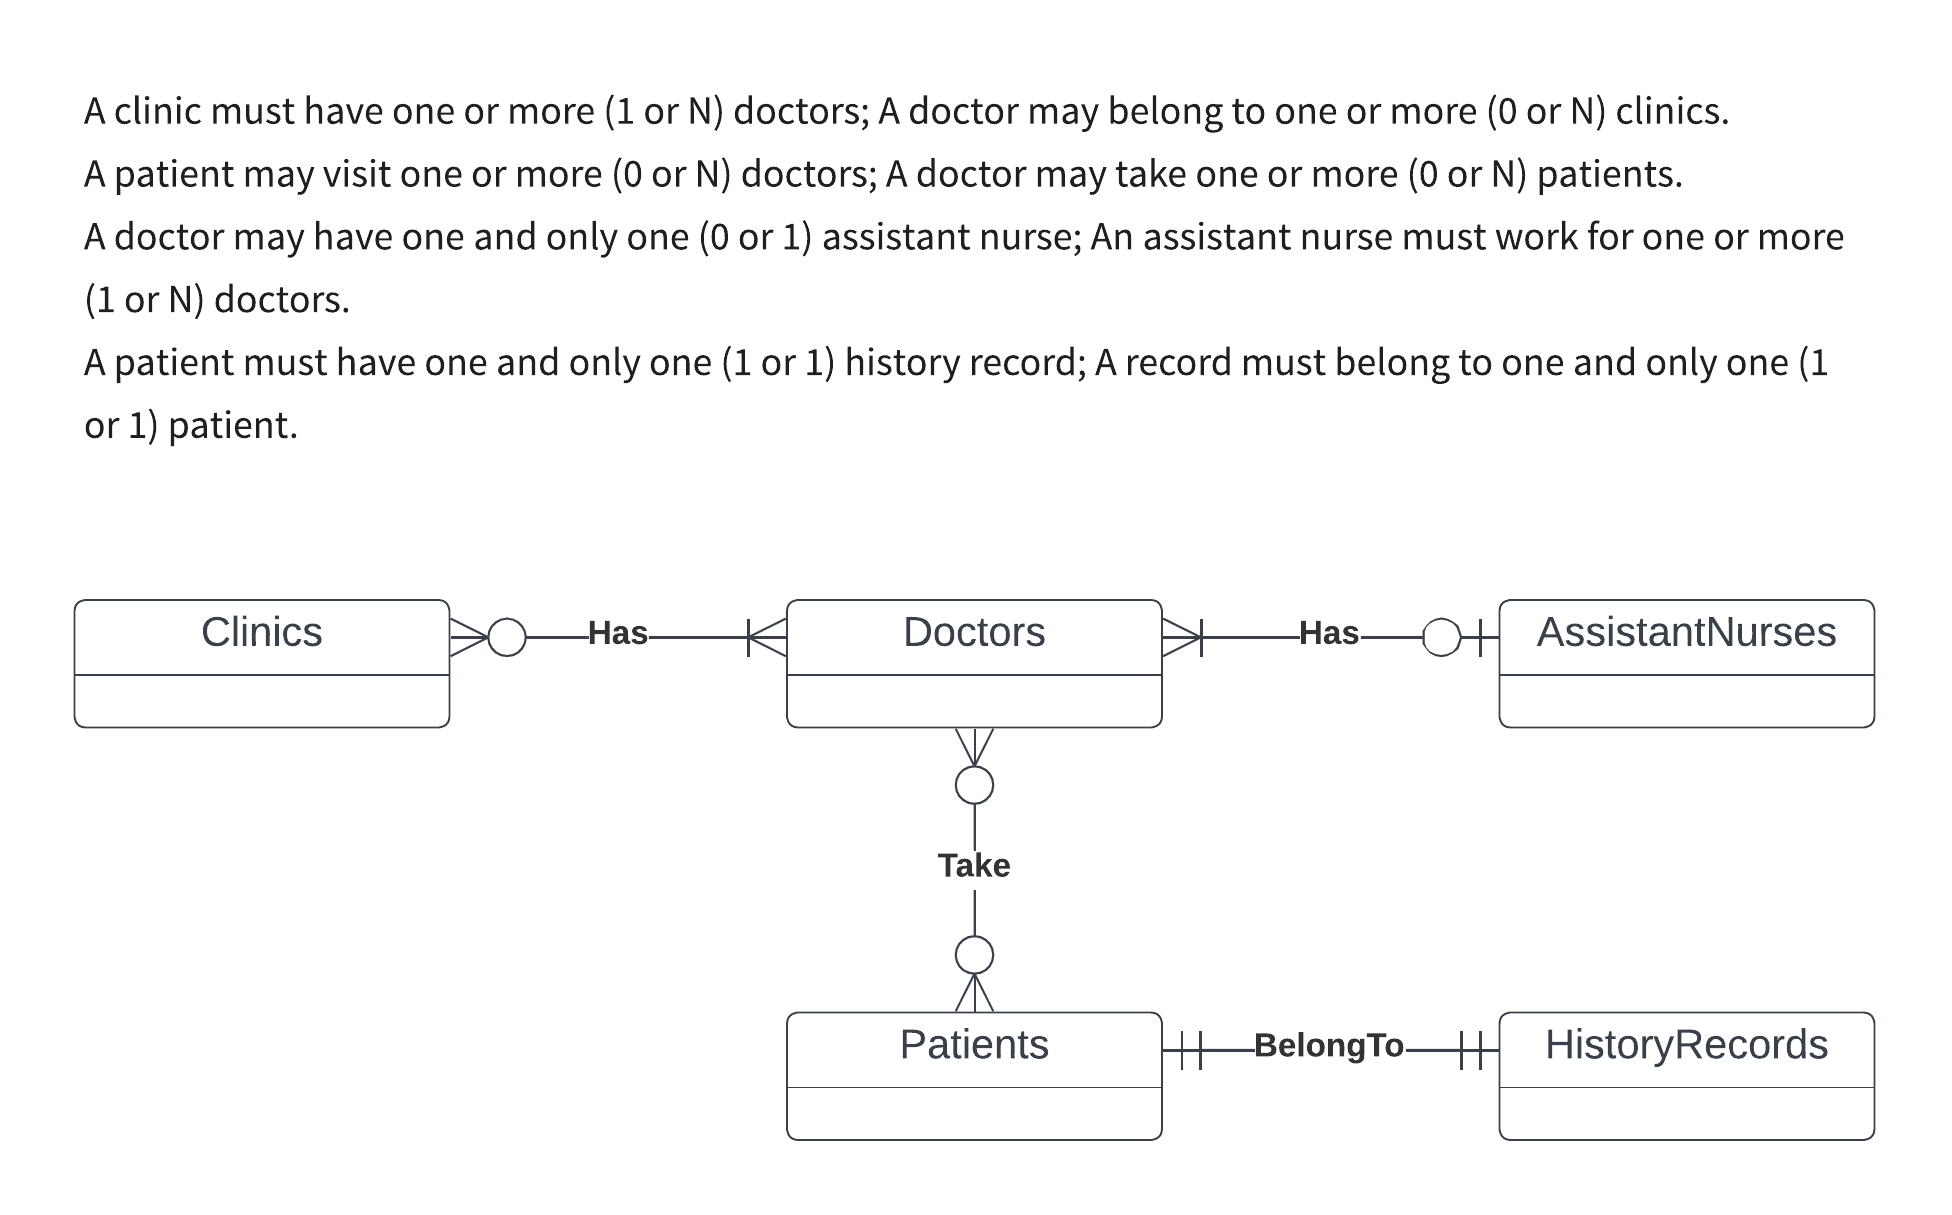 A clinic must have one or more (1 or N) doctors; A doctor may belong to one or more (0 or N) clinics.
A patient may visit one or more (0 or N) doctors; A doctor may take one or more (0 or N) patients.
A doctor may have one and only one (0 or 1) assistant nurse; An assistant nurse must work for one or more
(1 or N) doctors.
A patient must have one and only one (1 or 1) history record; A record must belong to one and only one (1
or 1) patient.
Clinics
Has
Doctors
Has
AssistantNurses
Take
Patients
BelongTo
HistoryRecords